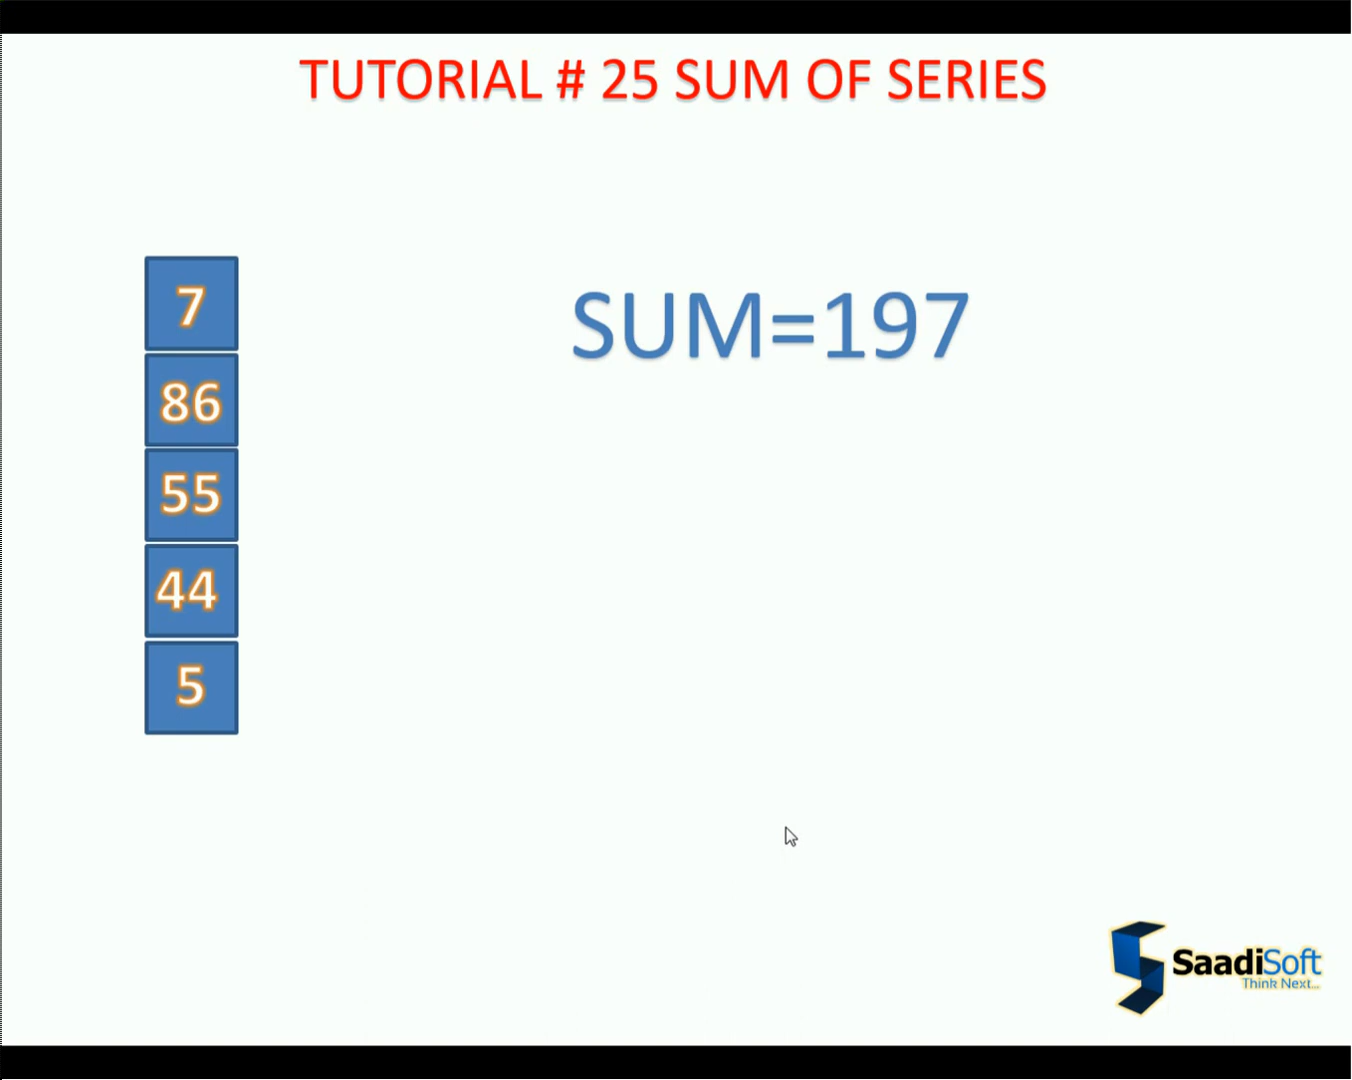 TUTORIAL # 25 SUM OF SERIES
7
SUM=197
86
55
44
5
SaadiSoft
Think Next...